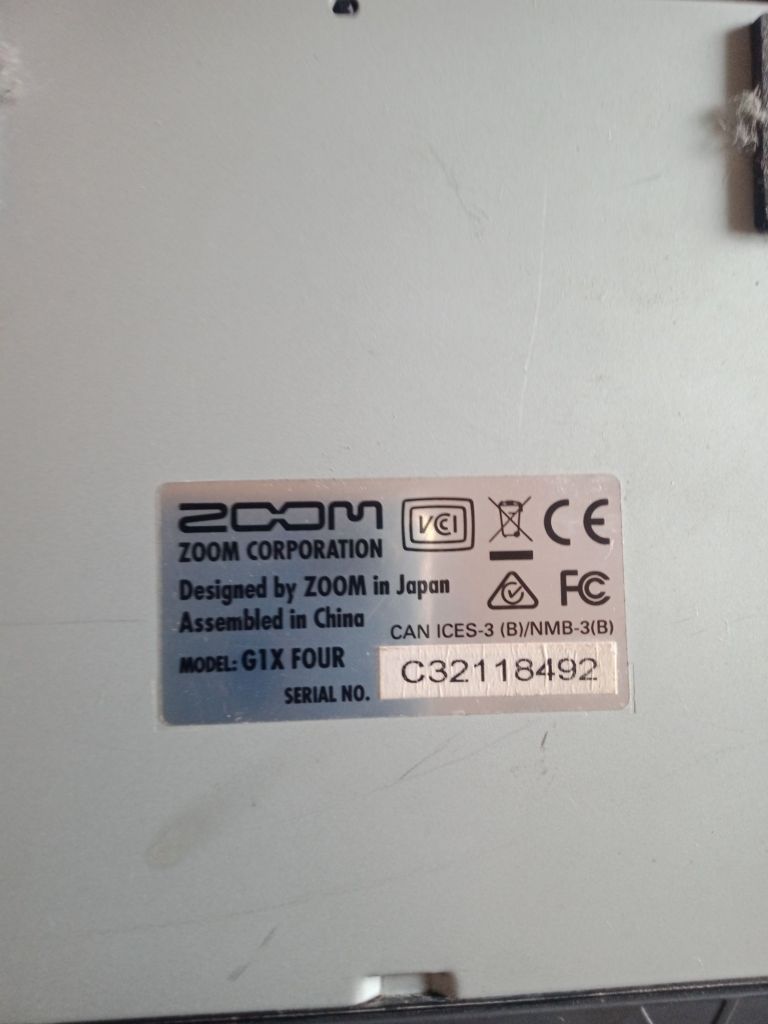 ZOOM
ZOOM CORPORATION
VCI
CE
FC
Designed by ZOOM in Japan
Assembled in China
CAN ICES-3 (B)/NMB-3(B)
MODEL: G1X FOUR
SERIAL NO. C32118492